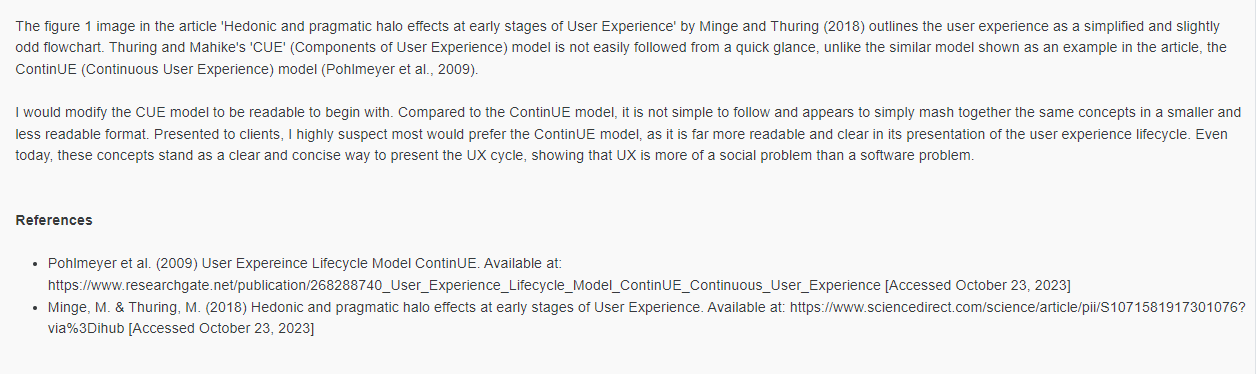 The figure 1 image in the article 'Hedonic and pragmatic halo effects at early stages of User Experience' by Minge and Thuring (2018) outlines the user experience as a simplified and slightly
odd flowchart. Thuring and Mahike's 'CUE' (Components of User Experience) model is not easily followed from a quick glance, unlike the similar model shown as an example in the article, the
ContinUE (Continuous User Experience) model (Pohlmeyer et al., 2009).
I would modify the CUE model to be readable to begin with. Compared to the ContinUE model, it is not simple to follow and appears to simply mash together the same concepts in a smaller and
less readable format. Presented to clients, I highly suspect most would prefer the ContinUE model, as it is far more readable and clear in its presentation of the user experience lifecycle. Even
today, these concepts stand as a clear and concise way to present the UX cycle, showing that UX is more of a social problem than a software problem.
References
• Pohlmeyer et al. (2009) User Expereince Lifecycle Model ContinUE. Available at:
https://www.researchgate.net/publication/268288740_User_Experience_Lifecycle_Model_ContinUE_Continuous_User_Experience [Accessed October 23, 2023]
• Minge, M. & Thuring, M. (2018) Hedonic and pragmatic halo effects at early stages of User Experience. Available at: https://www.sciencedirect.com/science/article/pii/S1071581917301076?
via%3Dihub [Accessed October 23, 2023]